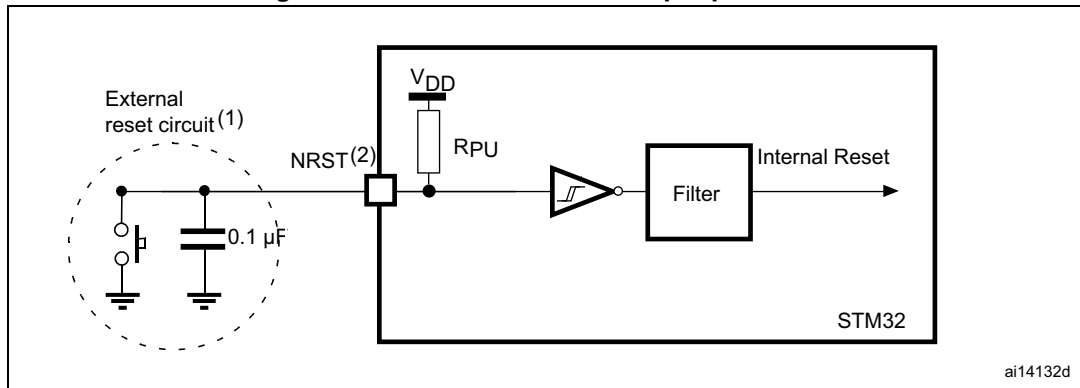 External
reset circuit(1)
NRST(2)
VDD
RPU
0.1 µF
Filter
Internal Reset
STM32
ai14132d